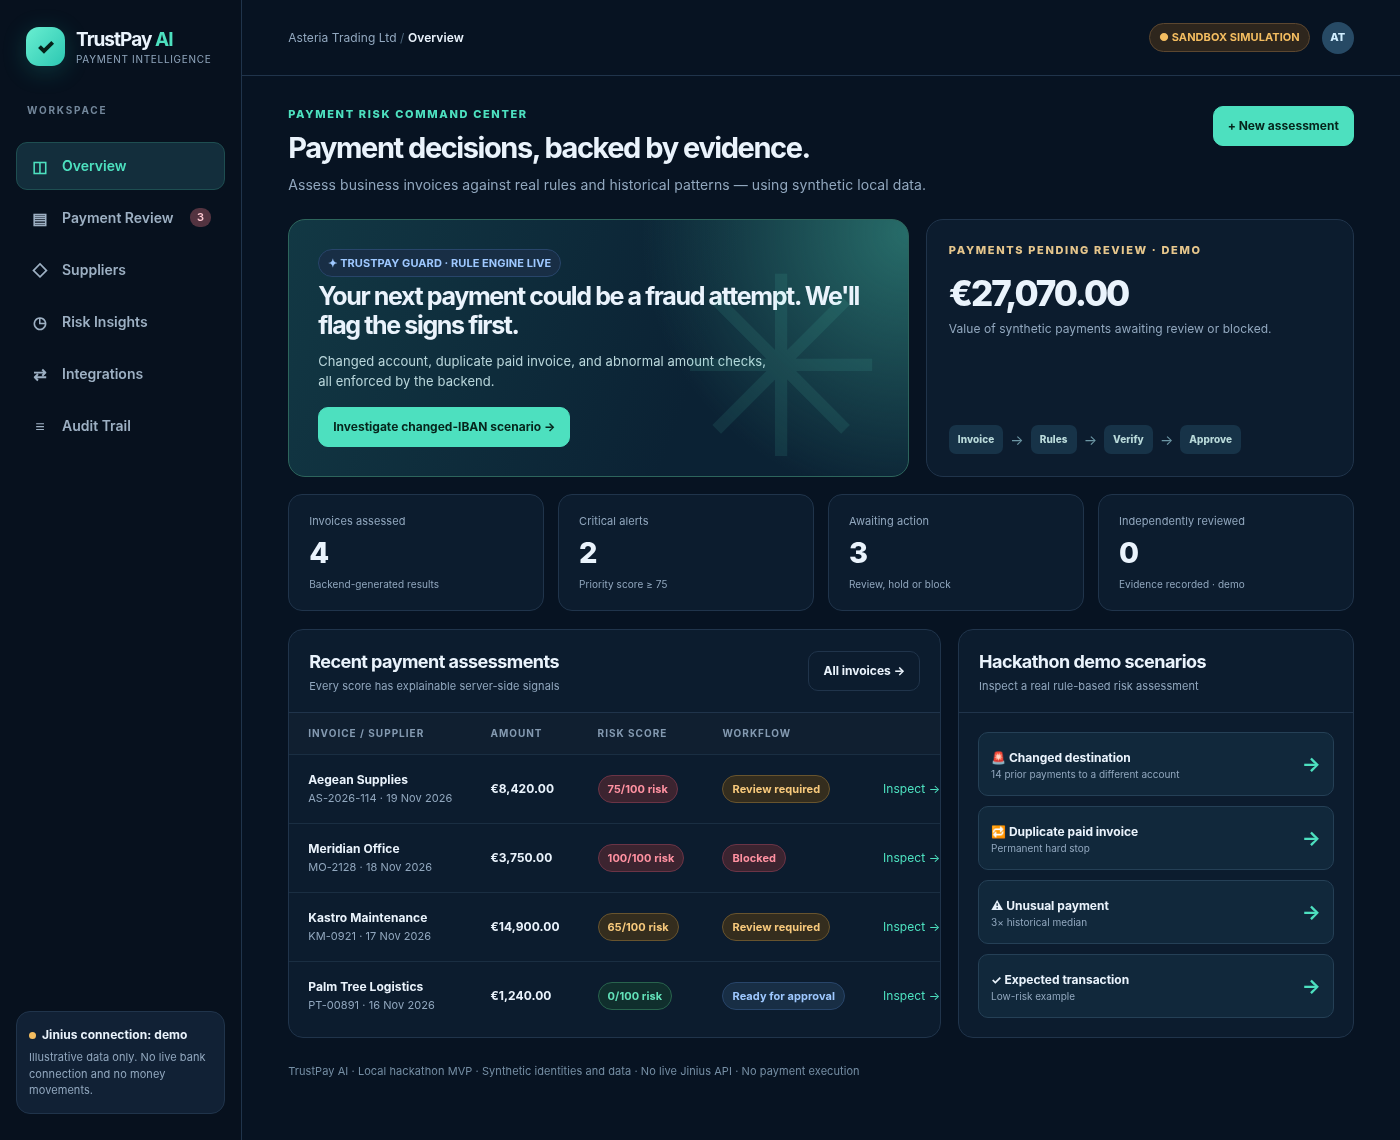 TrustPay AI
PAYMENT INTELLIGENCE
WORKSPACE
Overview
Payment Review 3
Suppliers
Risk Insights
Integrations
Audit Trail
Jinius connection: demo
Illustrative data only. No live bank
connection and no money
movements.
Asteria Trading Ltd / Overview
SANDBOX SIMULATION
AT
PAYMENT RISK COMMAND CENTER
Payment decisions, backed by evidence.
Assess business invoices against real rules and historical patterns — using synthetic local data.
+ New assessment
✦ TRUSTPAY GUARD · RULE ENGINE LIVE
Your next payment could be a fraud attempt. We'll
flag the signs first.
Changed account, duplicate paid invoice, and abnormal amount checks,
all enforced by the backend.
Investigate changed-IBAN scenario →
PAYMENTS PENDING REVIEW · DEMO
€27,070.00
Value of synthetic payments awaiting review or blocked.
Invoice → Rules → Verify → Approve
Invoices assessed
4
Backend-generated results
Critical alerts
2
Priority score ≥ 75
Awaiting action
3
Review, hold or block
Independently reviewed
0
Evidence recorded · demo
Recent payment assessments
Every score has explainable server-side signals
All invoices →
INVOICE / SUPPLIER AMOUNT RISK SCORE WORKFLOW
Aegean Supplies
AS-2026-114 · 19 Nov 2026
€8,420.00 75/100 risk Review required Inspect →
Meridian Office
MO-2128 · 18 Nov 2026
€3,750.00 100/100 risk Blocked Inspect →
Kastro Maintenance
KM-0921 · 17 Nov 2026
€14,900.00 65/100 risk Review required Inspect →
Palm Tree Logistics
PT-00891 · 16 Nov 2026
€1,240.00 0/100 risk Ready for approval Inspect →
Hackathon demo scenarios
Inspect a real rule-based risk assessment
🚨 Changed destination
14 prior payments to a different account
→
🔁 Duplicate paid invoice
Permanent hard stop
→
⚠ Unusual payment
3× historical median
→
✓ Expected transaction
Low-risk example
→
TrustPay AI · Local hackathon MVP · Synthetic identities and data · No live Jinius API · No payment execution